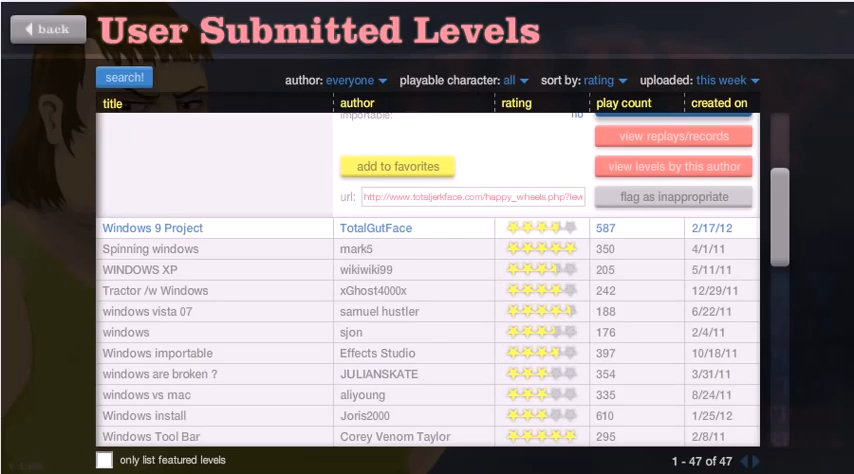 back
User Submitted Levels
search!
author: everyone playable character: all sort by: rating uploaded: this week
title author rating play count created on
importable: no
view replays/records
add to favorites view levels by this author
url: http://www.totaljerkface.com/happy_wheels.php?lev flag as inappropriate
Windows 9 Project TotalGutFace 587 2/17/12
Spinning windows mark5 350 4/1/11
WINDOWS XP wikiwiki99 205 5/11/11
Tractor /w Windows xGhost4000x 242 12/29/11
windows vista 07 samuel hustler 188 6/22/11
windows sjon 176 2/4/11
Windows importable Effects Studio 397 10/18/11
windows are broken ? JULIANSKATE 354 3/31/11
windows vs mac aliyoung 335 8/24/11
Windows install Joris2000 610 1/25/12
Windows Tool Bar Corey Venom Taylor 295 2/8/11
only list featured levels 1 - 47 of 47